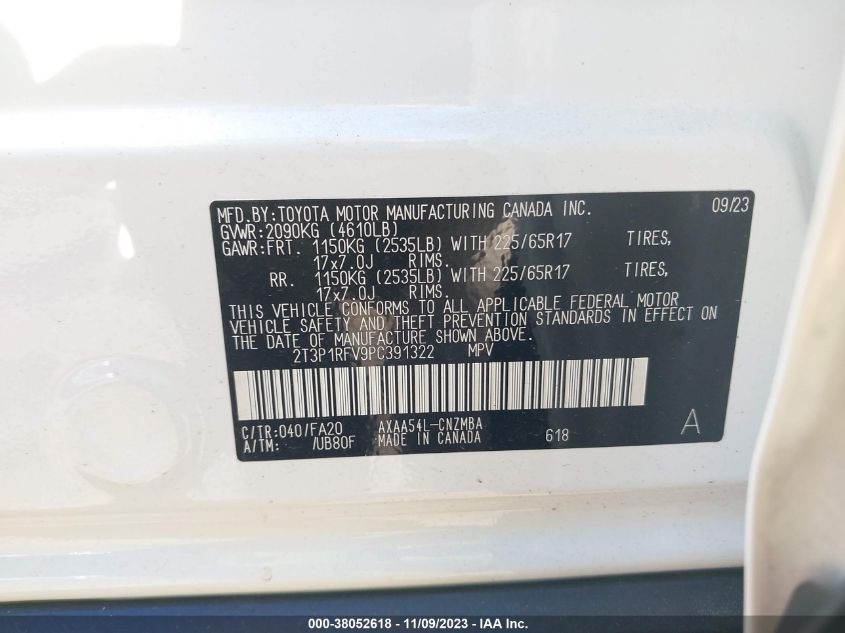 MFD.BY:TOYOTA MOTOR MANUFACTURING CANADA INC. 09/23
GVWR:2090KG (4610LB)
GAWR:FRT. 1150KG (2535LB) WITH 225/65R17 TIRES,
17x7.0J RIMS.
RR. 1150KG (2535LB) WITH 225/65R17 TIRES,
17x7.0J RIMS.
THIS VEHICLE CONFORMS TO ALL APPLICABLE FEDERAL MOTOR
VEHICLE SAFETY AND THEFT PREVENTION STANDARDS IN EFFECT ON
THE DATE OF MANUFACTURE SHOWN ABOVE.
2T3P1RFV9PC391322 MPV
C/TR:040/FA20 AXAA54L-CNZMBA
A/TM: /UB80F MADE IN CANADA 618 A
000-38052618 - 11/09/2023 - IAA Inc.